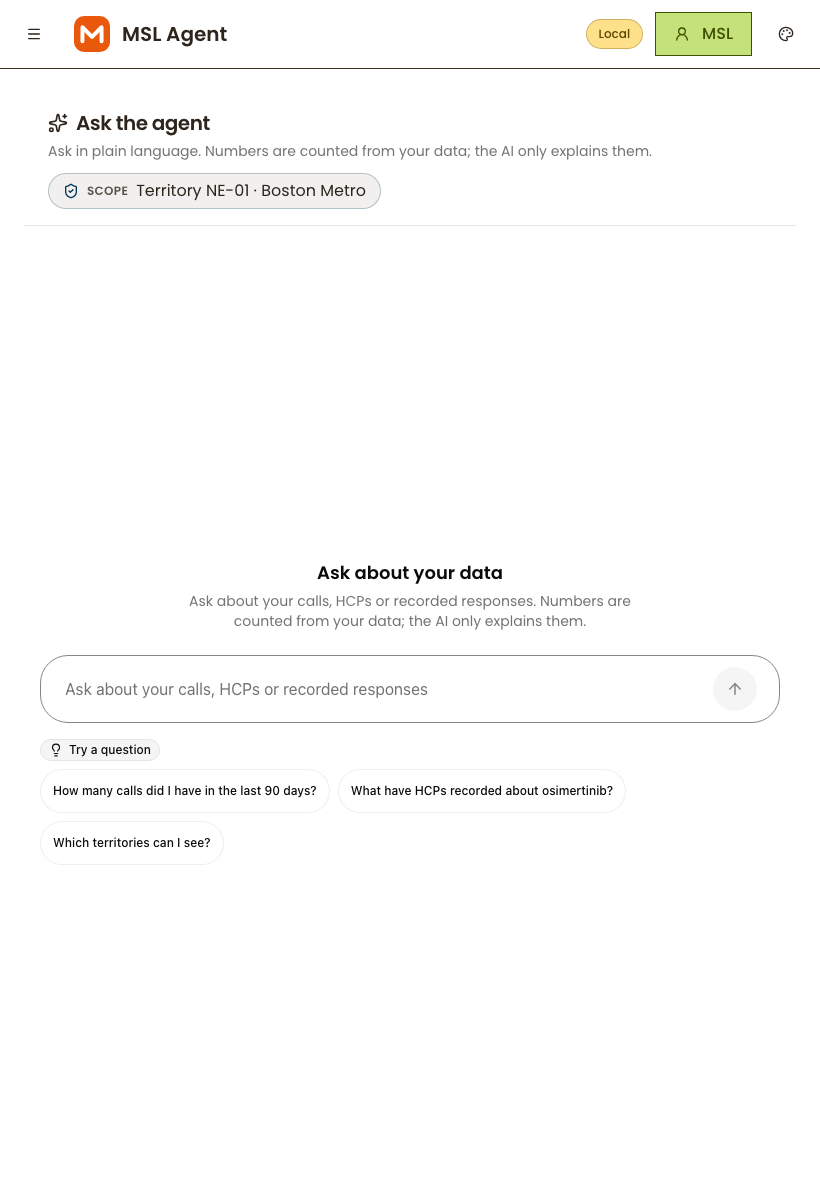 MSL Agent
Local
MSL
Ask the agent
Ask in plain language. Numbers are counted from your data; the AI only explains them.
SCOPE Territory NE-01 · Boston Metro
Ask about your data
Ask about your calls, HCPs or recorded responses. Numbers are
counted from your data; the AI only explains them.
Ask about your calls, HCPs or recorded responses
Try a question
How many calls did I have in the last 90 days?
What have HCPs recorded about osimertinib?
Which territories can I see?